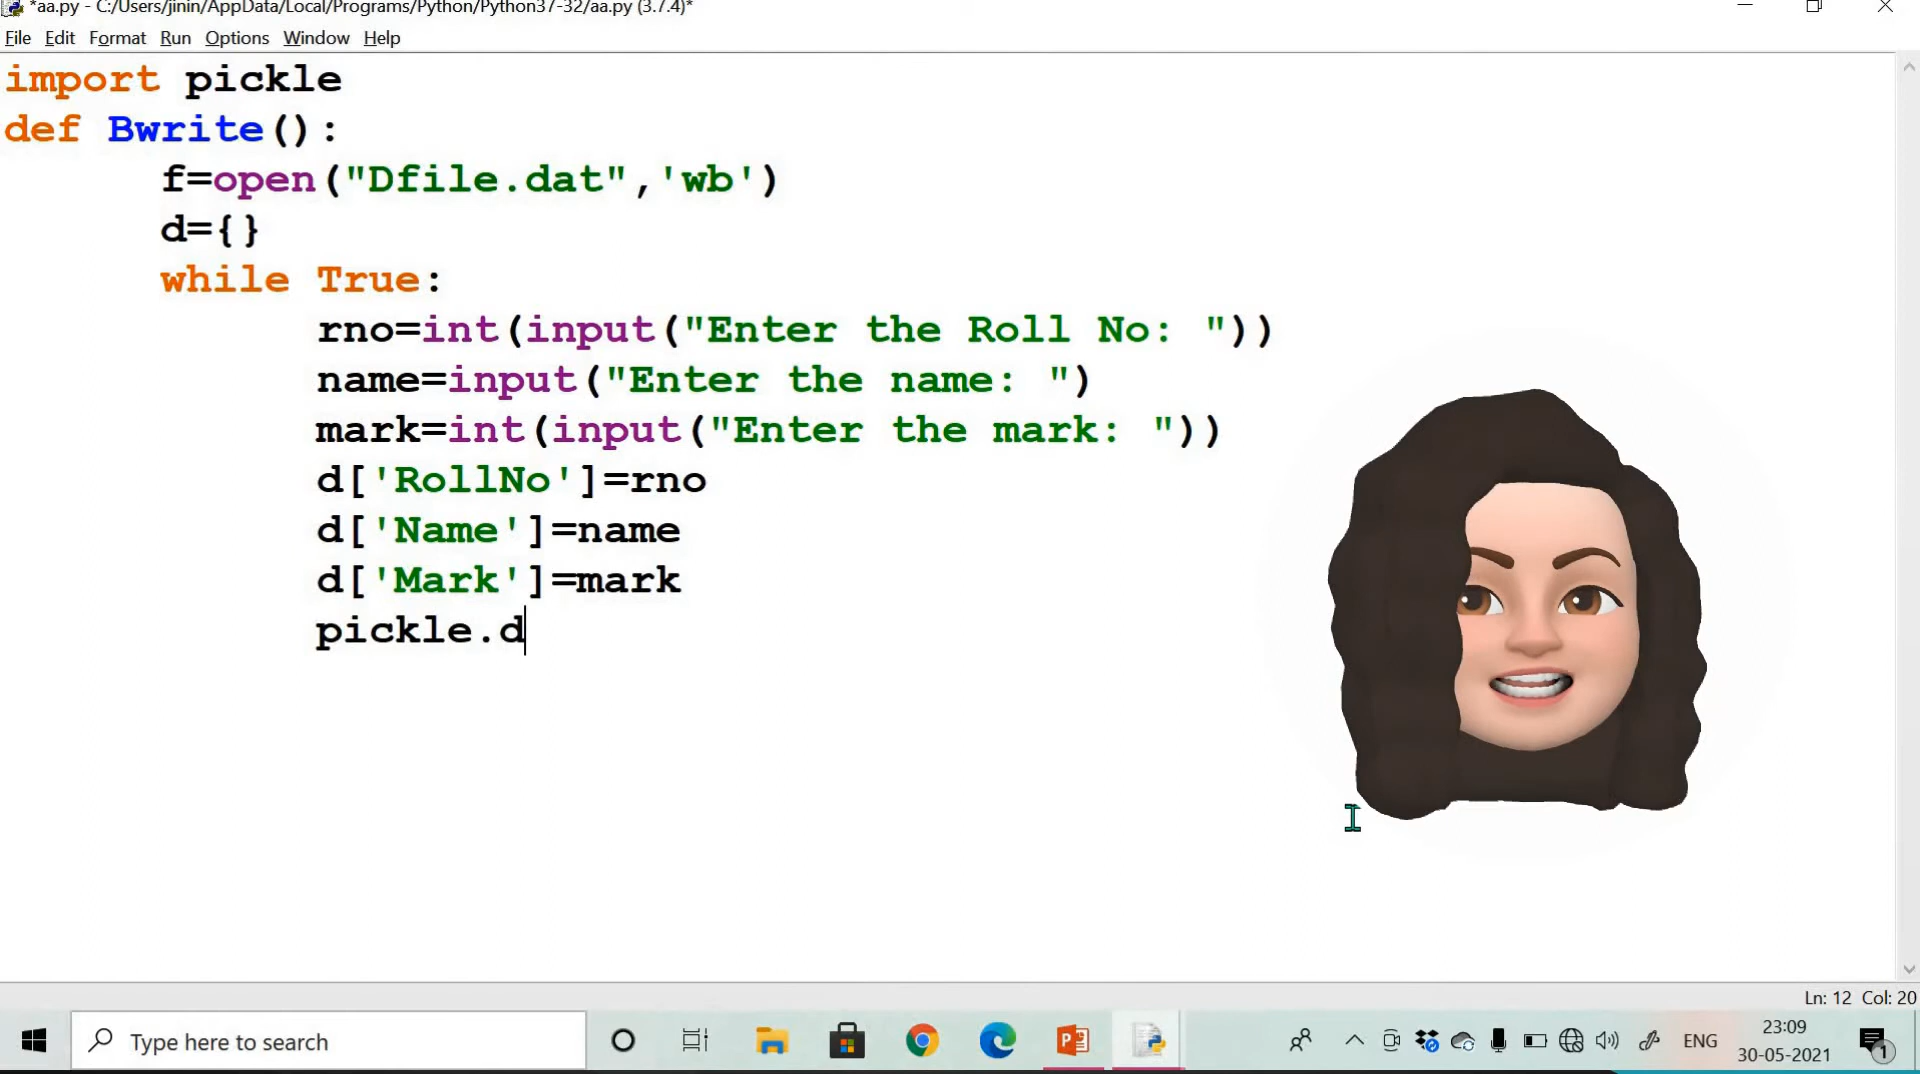 *aa.py - C:/Users/jinin/AppData/Local/Programs/Python/Python37-32/aa.py (3.7.4)*
File Edit Format Run Options Window Help
import pickle
def Bwrite():
f=open("Dfile.dat",'wb')
d={}
while True:
rno=int(input("Enter the Roll No: "))
name=input("Enter the name: ")
mark=int(input("Enter the mark: "))
d['RollNo']=rno
d['Name']=name
d['Mark']=mark
pickle.d
Ln: 12 Col: 20
Type here to search
ENG
23:09
30-05-2021
1